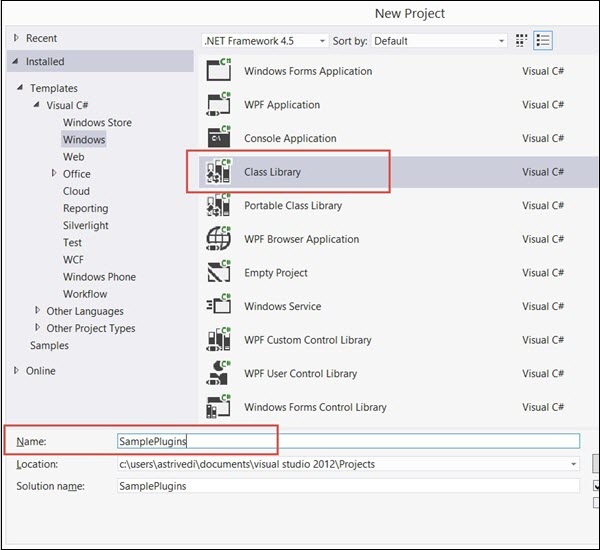 New Project
Recent
Installed
Templates
Visual C#
Windows Store
Windows
Web
Office
Cloud
Reporting
Silverlight
Test
WCF
Windows Phone
Workflow
Other Languages
Other Project Types
Samples
Online
.NET Framework 4.5 Sort by: Default
Windows Forms Application Visual C#
WPF Application Visual C#
Console Application Visual C#
Class Library Visual C#
Portable Class Library Visual C#
WPF Browser Application Visual C#
Empty Project Visual C#
Windows Service Visual C#
WPF Custom Control Library Visual C#
WPF User Control Library Visual C#
Windows Forms Control Library Visual C#
Name: SamplePlugins
Location: c:\users\astrivedi\documents\visual studio 2012\Projects
Solution name: SamplePlugins